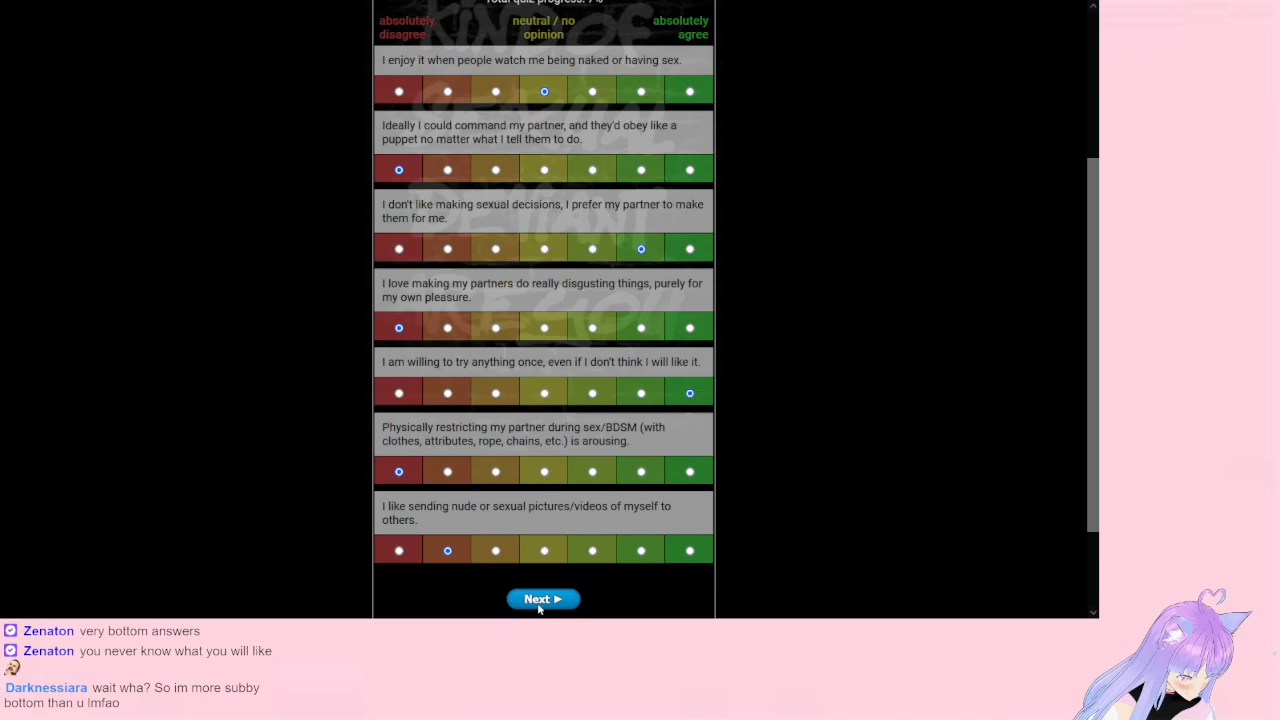 Total quiz progress: 7%
absolutely disagree
neutral / no opinion
absolutely agree
I enjoy it when people watch me being naked or having sex.
Ideally I could command my partner, and they'd obey like a
puppet no matter what I tell them to do.
I don't like making sexual decisions, I prefer my partner to make
them for me.
I love making my partners do really disgusting things, purely for
my own pleasure.
I am willing to try anything once, even if I don't think I will like it.
Physically restricting my partner during sex/BDSM (with
clothes, attributes, rope, chains, etc.) is arousing.
I like sending nude or sexual pictures/videos of myself to
others.
Next
Zenaton very bottom answers
Zenaton you never know what you will like
Darknessiara wait wha? So im more subby
bottom than u lmfao